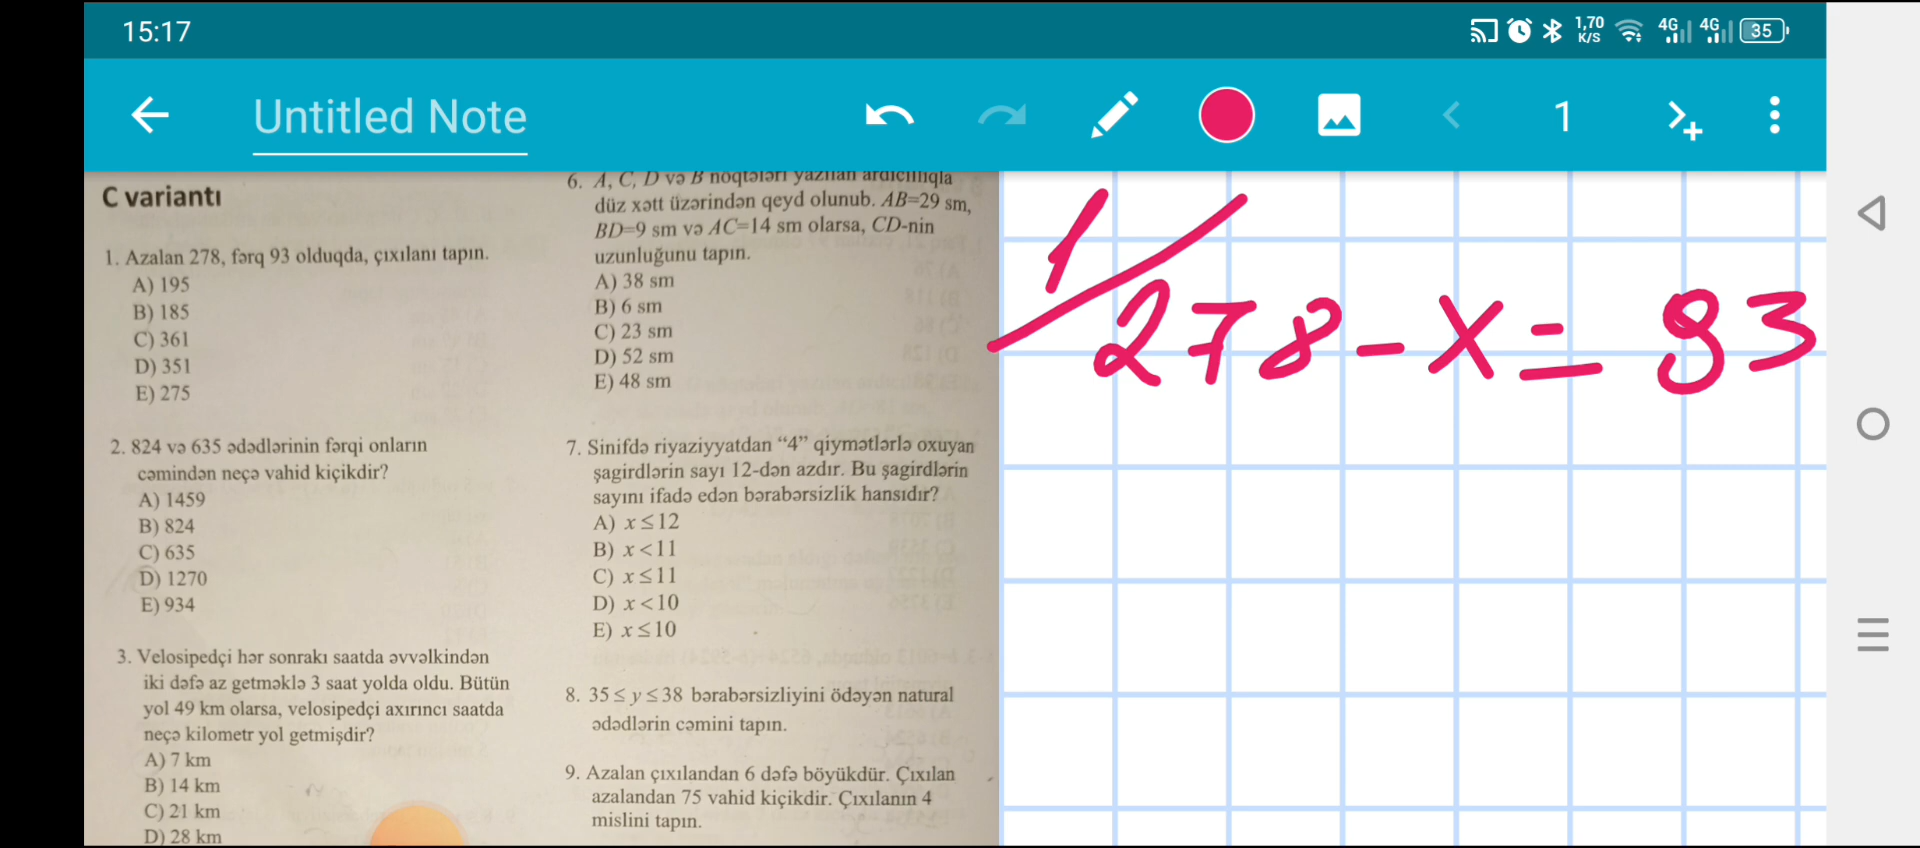 15:17
1,70 K/S
4G
4G
35
Untitled Note
1
C variantı
1. Azalan 278, fərq 93 olduqda, çıxılanı tapın.
A) 195
B) 185
C) 361
D) 351
E) 275
2. 824 və 635 ədədlərinin fərqi onların
cəmindən neçə vahid kiçikdir?
A) 1459
B) 824
C) 635
D) 1270
E) 934
3. Velosipedçi hər sonrakı saatda əvvəlkindən
iki dəfə az getməklə 3 saat yolda oldu. Bütün
yol 49 km olarsa, velosipedçi axırıncı saatda
neçə kilometr yol getmişdir?
A) 7 km
B) 14 km
C) 21 km
D) 28 km
6. A, C, D və B nöqtələri yazılan ardıcıllıqla
düz xətt üzərindən qeyd olunub. AB=29 sm,
BD=9 sm və AC=14 sm olarsa, CD-nin
uzunluğunu tapın.
A) 38 sm
B) 6 sm
C) 23 sm
D) 52 sm
E) 48 sm
7. Sinifdə riyaziyyatdan “4” qiymətlərlə oxuyan
şagirdlərin sayı 12-dən azdır. Bu şagirdlərin
sayını ifadə edən bərabərsizlik hansıdır?
A) x≤12
B) x<11
C) x≤11
D) x<10
E) x≤10
8. 35≤y≤38 bərabərsizliyini ödəyən natural
ədədlərin cəmini tapın.
9. Azalan çıxılandan 6 dəfə böyükdür. Çıxılan
azalandan 75 vahid kiçikdir. Çıxılanın 4
mislini tapın.
1/
278-x=93